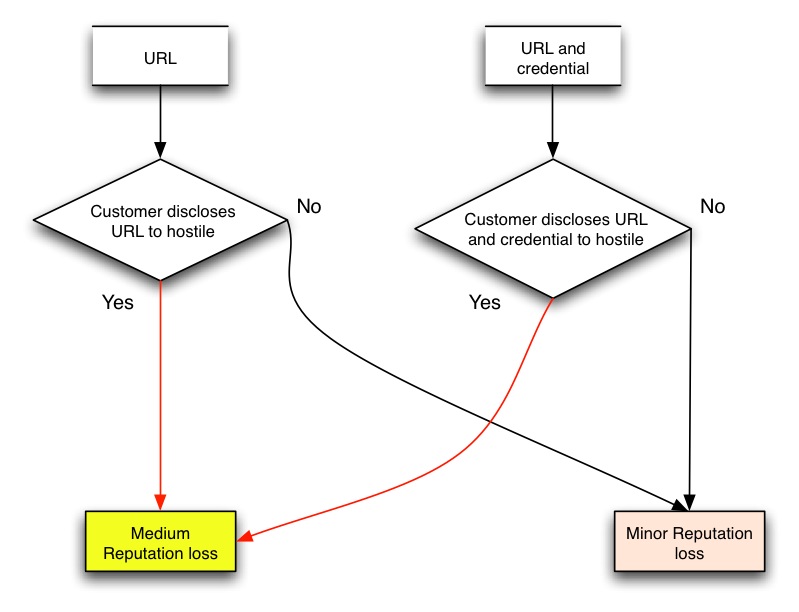 URL
URL and
credential
Customer discloses
URL to hostile
No
Customer discloses URL
and credential to hostile
No
Yes
Yes
Medium
Reputation loss
Minor Reputation
loss